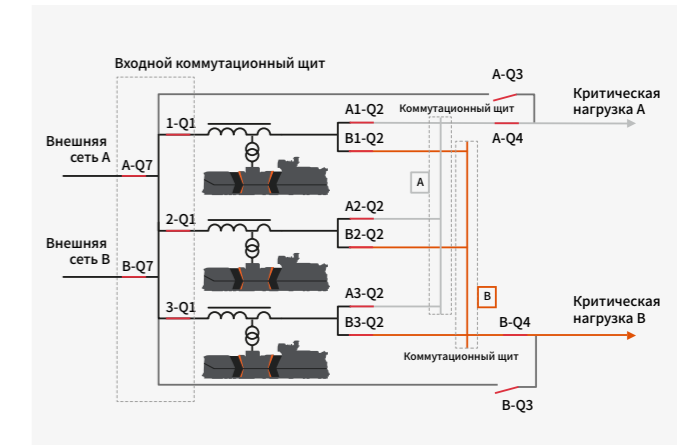 Входной коммутационный щит
A-Q3
Критическая
нагрузка A
A1-Q2
Коммутационный щит
1-Q1
B1-Q2
A-Q4
Внешняя
сеть A
A-Q7
A
A2-Q2
2-Q1
B2-Q2
Внешняя
сеть B
B-Q7
A3-Q2
B
Критическая
нагрузка B
3-Q1
B3-Q2
B-Q4
Коммутационный щит
B-Q3